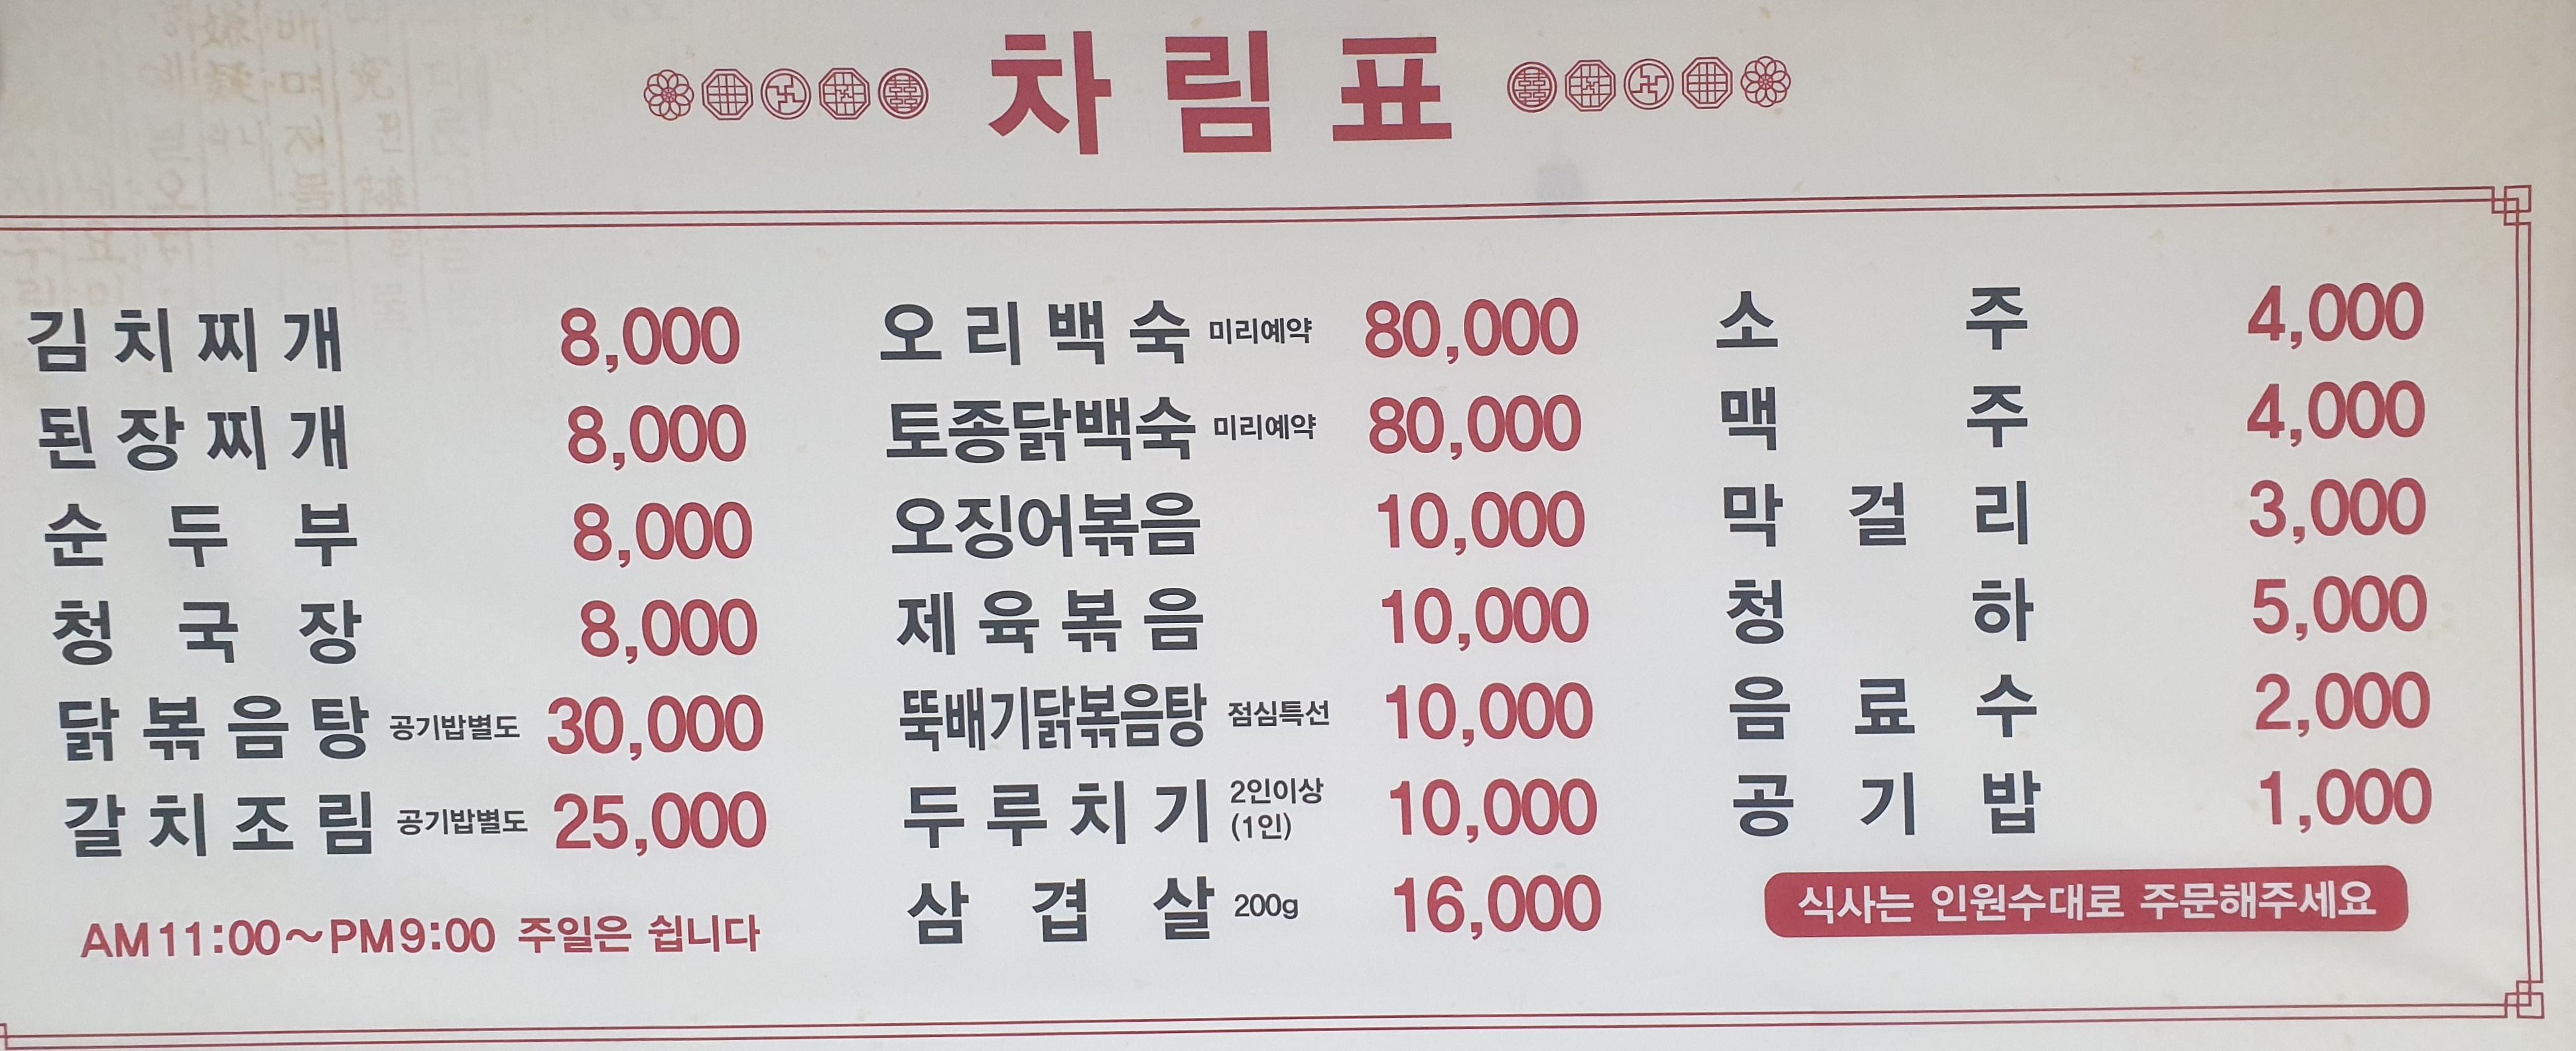 차림표
김치찌개 8,000
된장찌개 8,000
순두부 8,000
청국장 8,000
닭볶음탕 공기밥별도 30,000
갈치조림 공기밥별도 25,000
AM11:00~PM9:00 주일은 쉽니다
오리백숙 미리예약 80,000
토종닭백숙 미리예약 80,000
오징어볶음 10,000
제육볶음 10,000
뚝배기닭볶음탕 점심특선 10,000
두루치기 2인이상 (1인) 10,000
삼겹살 200g 16,000
소주 4,000
맥주 4,000
막걸리 3,000
청하 5,000
음료수 2,000
공기밥 1,000
식사는 인원수대로 주문해주세요